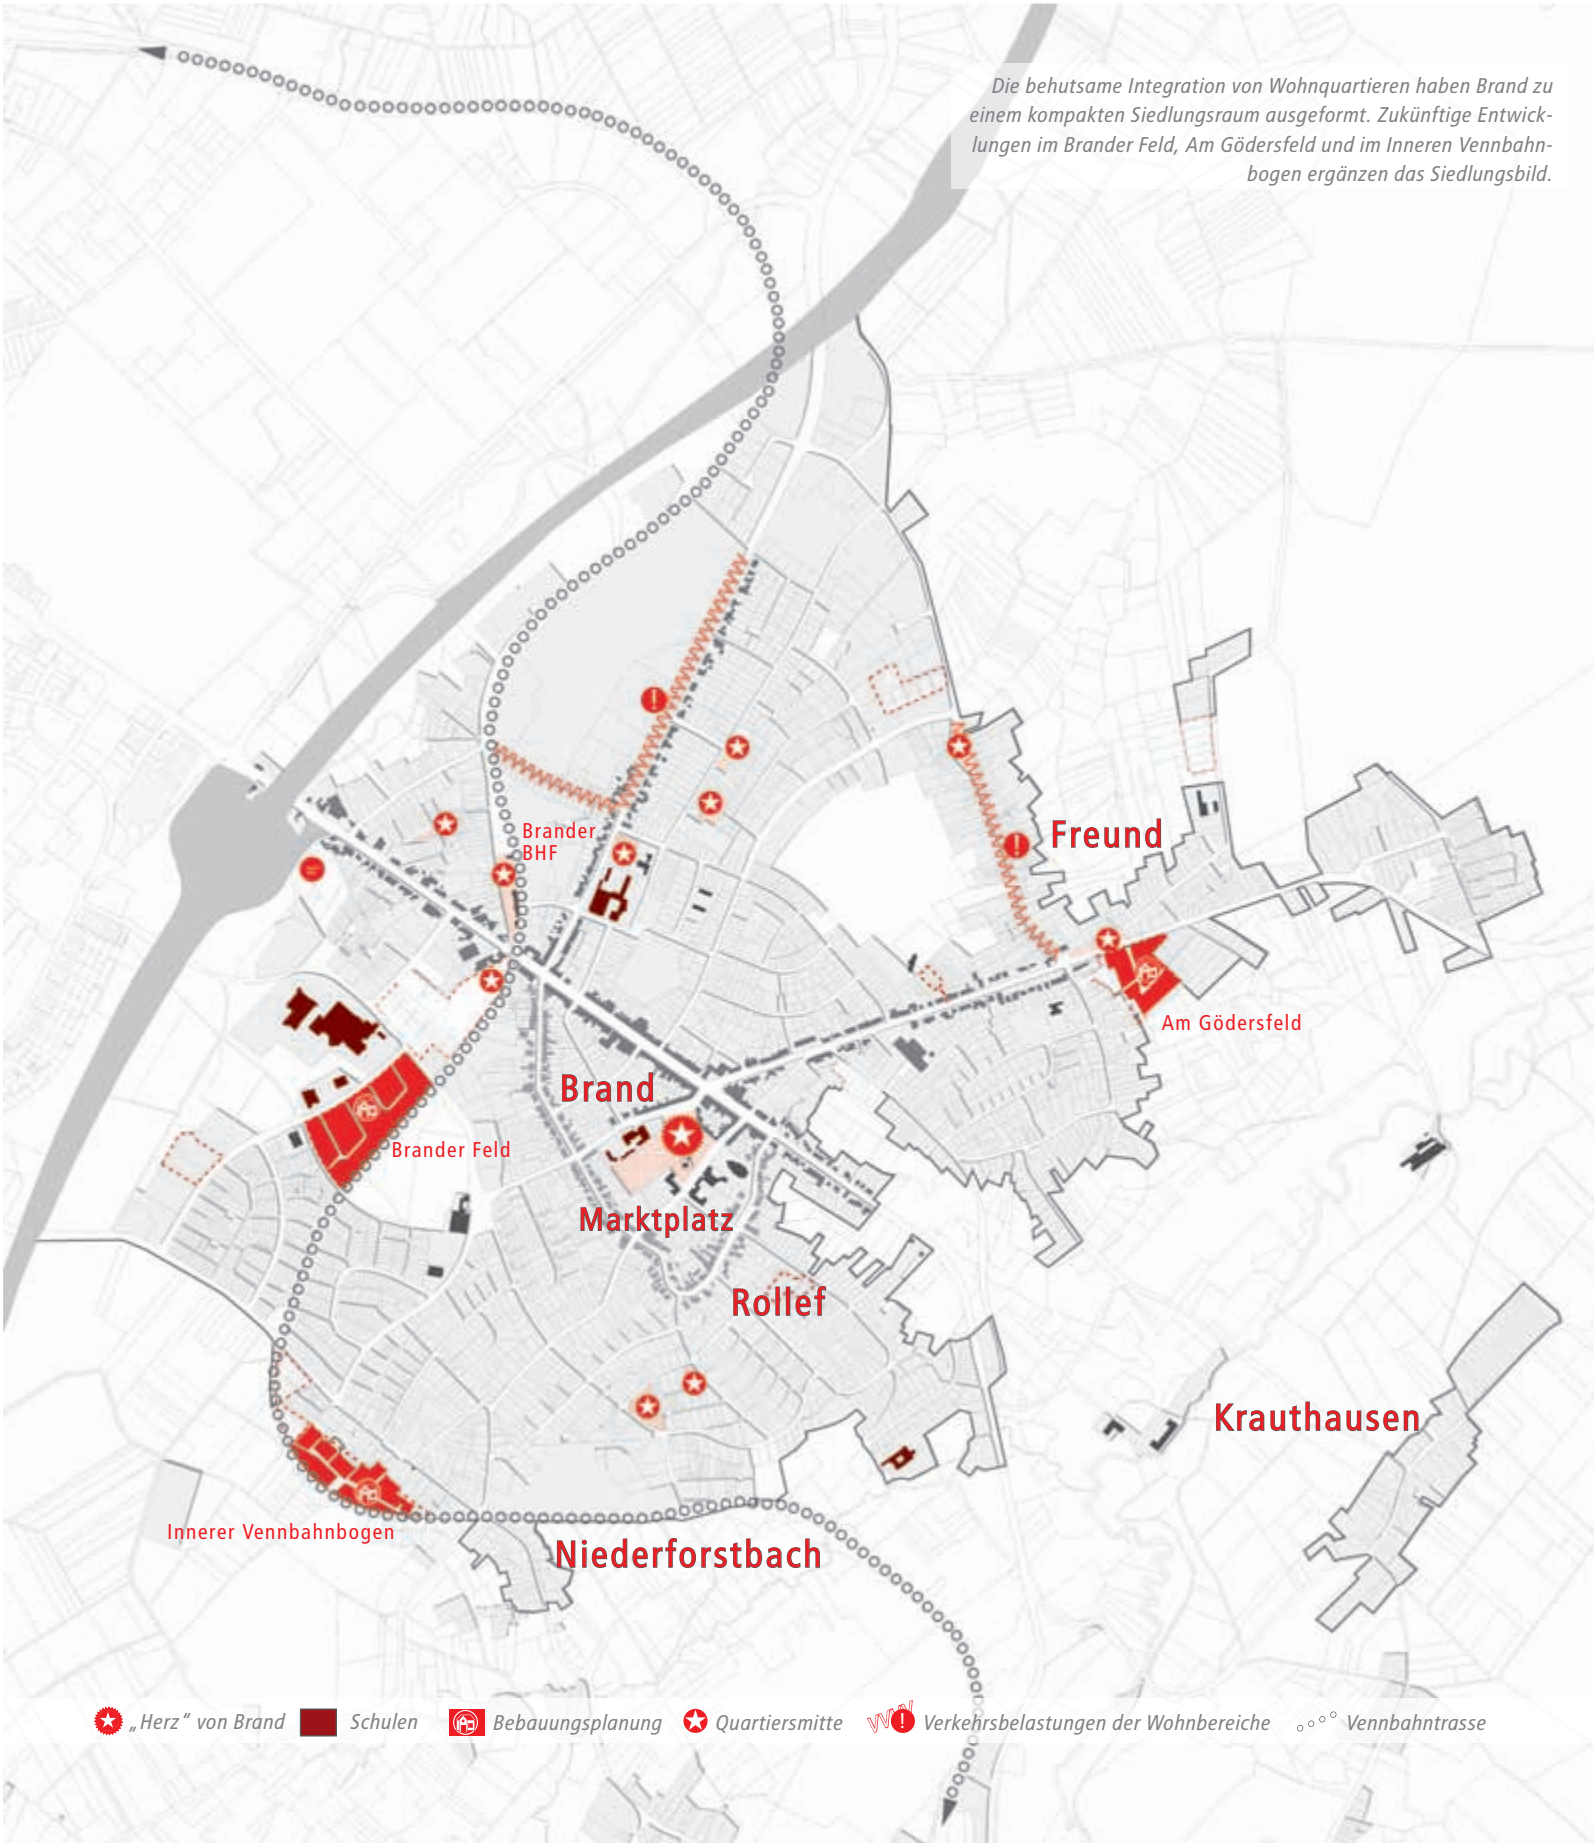 Die behutsame Integration von Wohnquartieren haben Brand zu
einem kompakten Siedlungsraum ausgeformt. Zukünftige Entwick-
lungen im Brander Feld, Am Gödersfeld und im Inneren Vennbahn-
bogen ergänzen das Siedlungsbild.
Brander
BHF
Freund
Am Gödersfeld
Brand
Brander Feld
Marktplatz
Rollef
Krauthausen
Innerer Vennbahnbogen
Niederforstbach
„Herz“ von Brand
Schulen
Bebauungsplanung
Quartiersmitte
Verkehrsbelastungen der Wohnbereiche
Vennbahntrasse